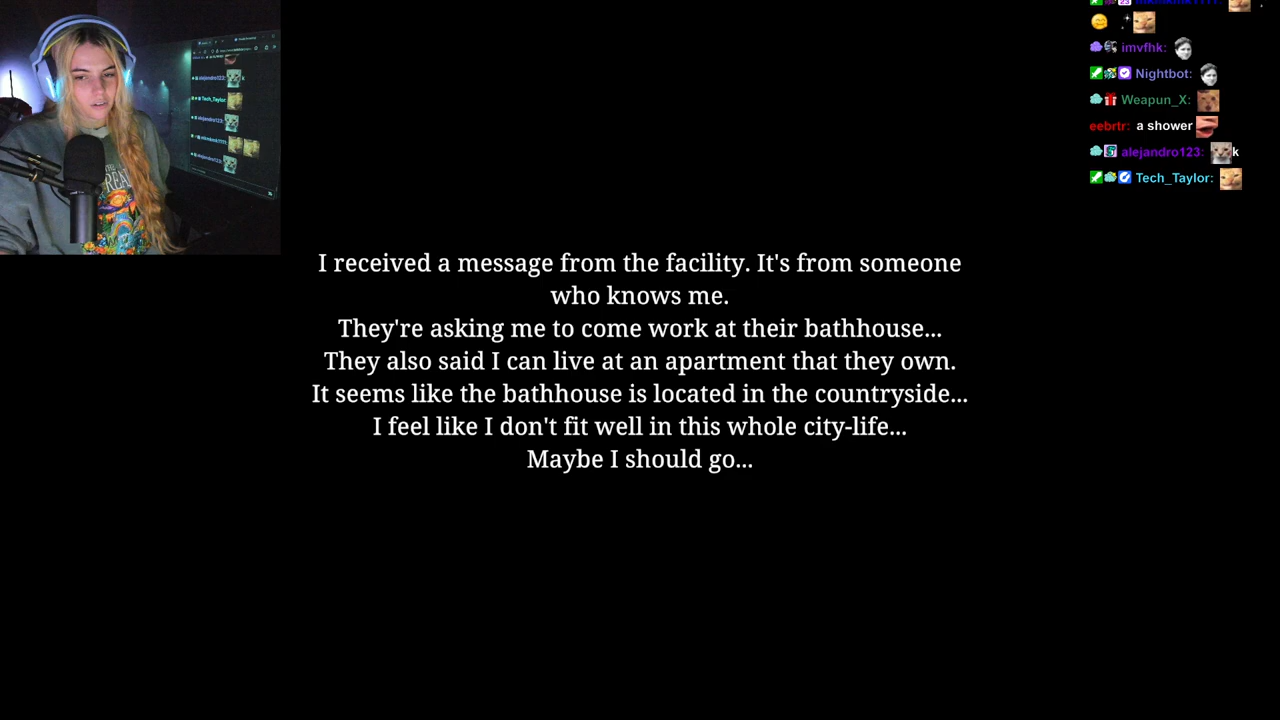 imvfhk:
Nightbot:
Weapun_X:
eebrtr: a shower
alejandro123: k
Tech_Taylor:
I received a message from the facility. It's from someone
who knows me.
They're asking me to come work at their bathhouse...
They also said I can live at an apartment that they own.
It seems like the bathhouse is located in the countryside...
I feel like I don't fit well in this whole city-life...
Maybe I should go...